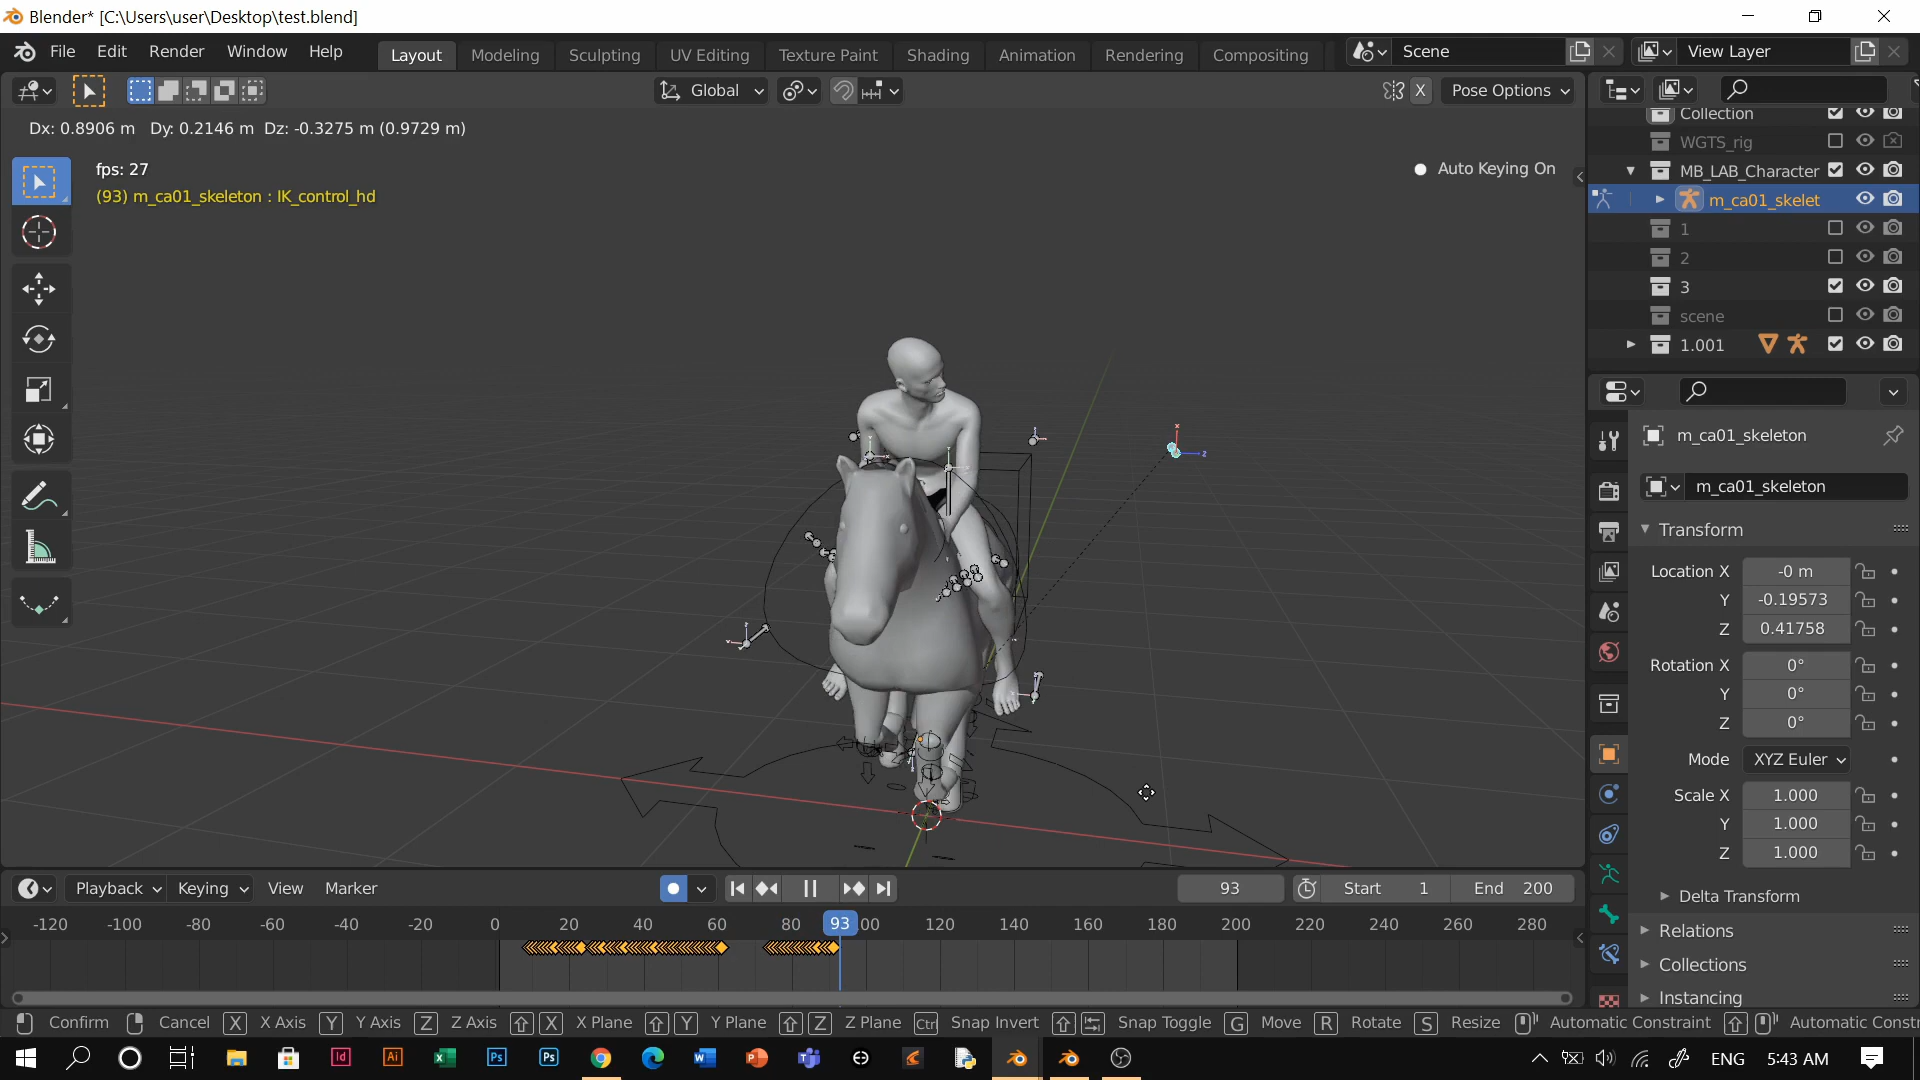 Blender* [C:\Users\user\Desktop\test.blend]
File Edit Render Window Help Layout Modeling Sculpting UV Editing Texture Paint Shading Animation Rendering Compositing Scene View Layer
Global X Pose Options
Dx: 0.8906 m Dy: 0.2146 m Dz: -0.3275 m (0.9729 m)
fps: 27
(93) m_ca01_skeleton : IK_control_hd
Auto Keying On
Collection
WGTS_rig
MB_LAB_Character
m_ca01_skelet
1
2
3
scene
1.001
m_ca01_skeleton
m_ca01_skeleton
Transform
Location X -0 m
Y -0.19573
Z 0.41758
Rotation X 0°
Y 0°
Z 0°
Mode XYZ Euler
Scale X 1.000
Y 1.000
Z 1.000
Delta Transform
Relations
Collections
Instancing
Playback Keying View Marker 93 Start 1 End 200
-120 -100 -80 -60 -40 -20 0 20 40 60 80 93 00 120 140 160 180 200 220 240 260 280
Confirm Cancel X X Axis Y Y Axis Z Z Axis X X Plane Y Y Plane Z Z Plane Ctrl Snap Invert Snap Toggle G Move R Rotate S Resize Automatic Constraint Automatic Constr
Id Ai Ps Ps ENG 5:43 AM